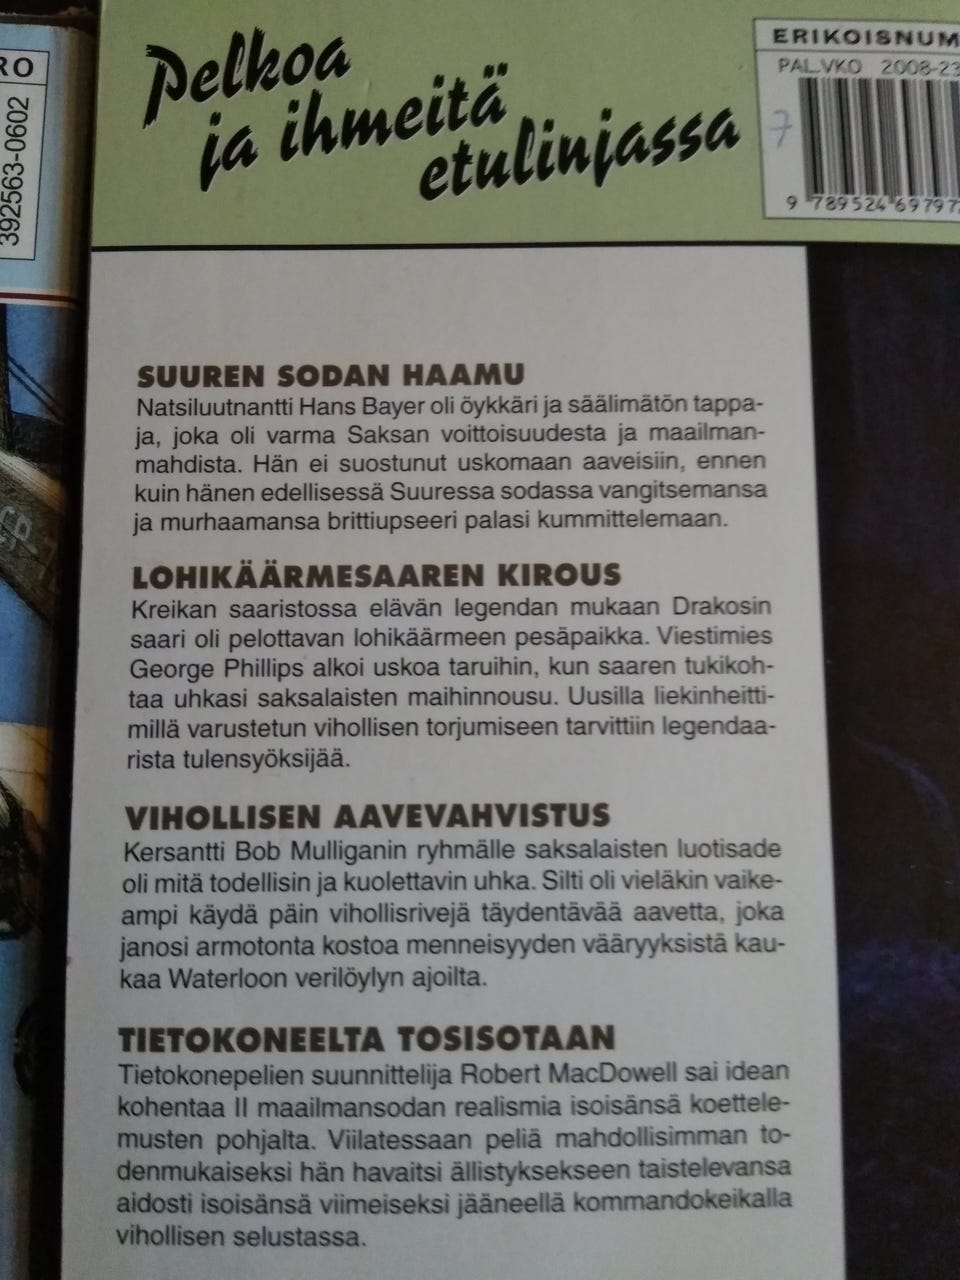 RO
392563-0602
Pelkoa
ja ihmeitä
etulinjassa
ERIKOISNUM
PAL.VKO 2008-23
7
9 789524 69797
SUUREN SODAN HAAMU
Natsiluutnantti Hans Bayer oli öykkäri ja säälimätön tappa-
ja, joka oli varma Saksan voittoisuudesta ja maailman-
mahdista. Hän ei suostunut uskomaan aaveisiin, ennen
kuin hänen edellisessä Suuressa sodassa vangitsemansa
ja murhaamansa brittiupseeri palasi kummittelemaan.
LOHIKÄÄRMESAAREN KIROUS
Kreikan saaristossa elävän legendan mukaan Drakosin
saari oli pelottavan lohikäärmeen pesäpaikka. Viestimies
George Phillips alkoi uskoa taruihin, kun saaren tukikoh-
taa uhkasi saksalaisten maihinnousu. Uusilla liekinheitti-
millä varustetun vihollisen torjumiseen tarvittiin legendaa-
rista tulensyöksijää.
VIHOLLISEN AAVEVAHVISTUS
Kersantti Bob Mulliganin ryhmälle saksalaisten luotisade
oli mitä todellisin ja kuolettavin uhka. Silti oli vieläkin vaike-
ampi käydä päin vihollisrivejä täydentävää aavetta, joka
janosi armotonta kostoa menneisyyden vääryyksistä kau-
kaa Waterloon verilöylyn ajoilta.
TIETOKONEELTA TOSISOTAAN
Tietokonepelien suunnittelija Robert MacDowell sai idean
kohentaa II maailmansodan realismia isoisänsä koettele-
musten pohjalta. Viilatessaan peliä mahdollisimman to-
denmukaiseksi hän havaitsi ällistyksekseen taistelevansa
aidosti isoisänsä viimeiseksi jääneellä kommandokeikalla
vihollisen selustassa.